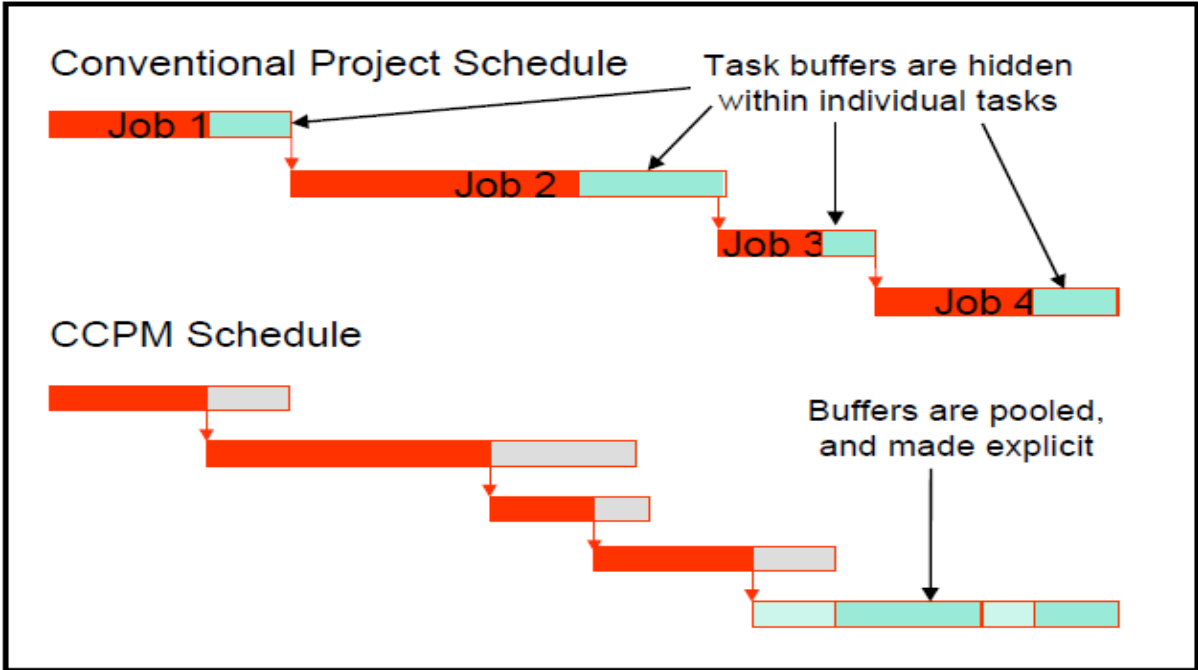 Conventional Project Schedule
Task buffers are hidden
within individual tasks
Job 1
Job 2
Job 3
Job 4
CCPM Schedule
Buffers are pooled,
and made explicit